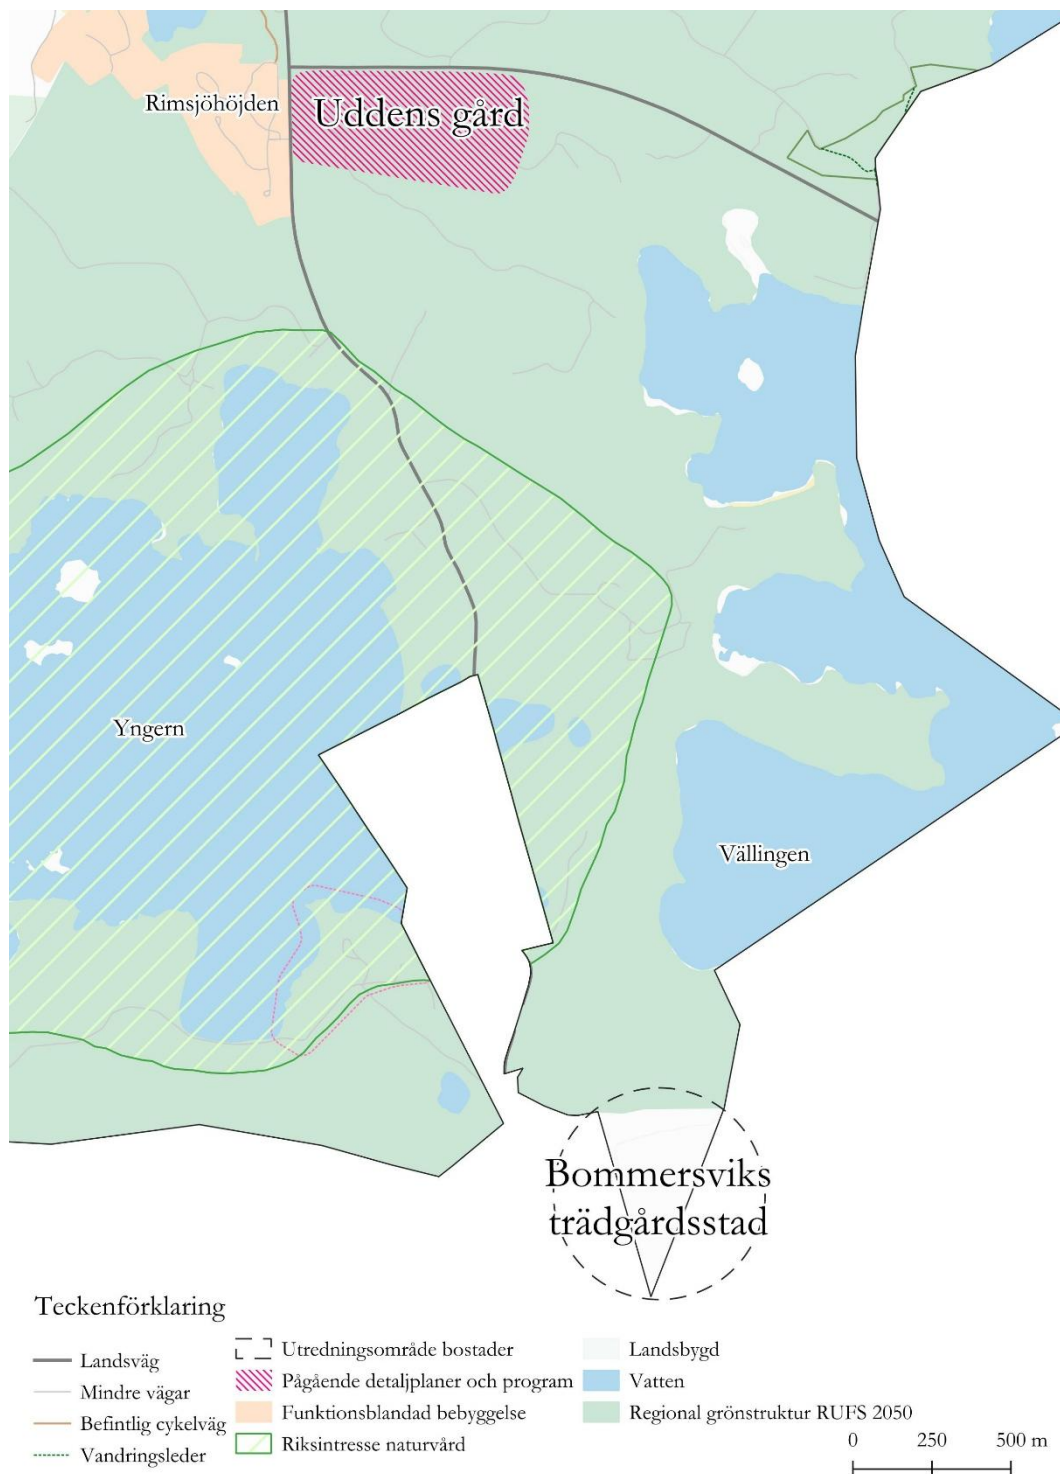 Rimsjöhöjden
Uddens gård
Yngern
Vällingen
Bommersviks
trädgårdsstad
Teckenförklaring
Landsväg
Mindre vägar
Befintlig cykelväg
Vandringsleder
Utredningsområde bostader
Pågående detaljplaner och program
Funktionsblandad bebyggelse
Riksintresse naturvård
Landsbygd
Vatten
Regional grönstruktur RUFS 2050
0 250 500 m